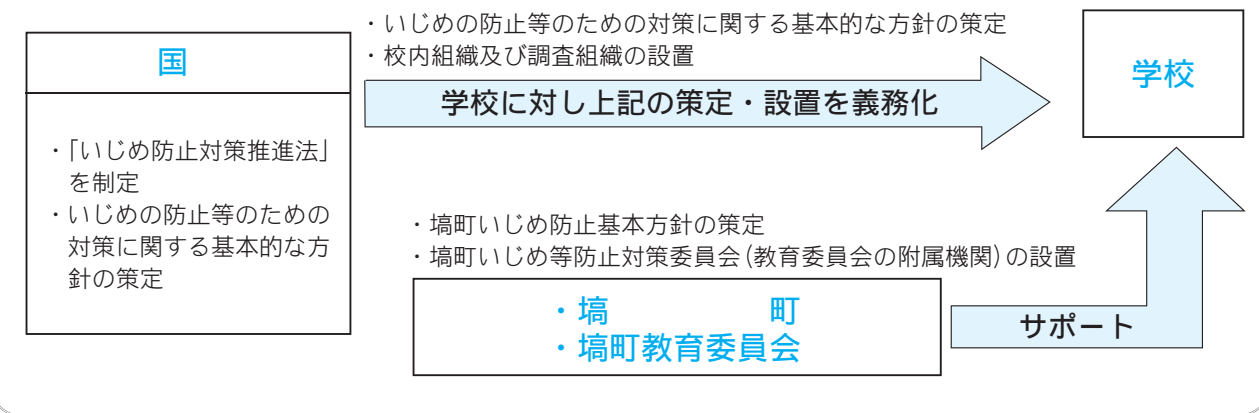 ・いじめの防止等のための対策に関する基本的な方針の策定
・校内組織及び調査組織の設置
学校に対し上記の策定・設置を義務化
国
・「いじめ防止対策推進法」
を制定
・いじめの防止等のための
対策に関する基本的な方
針の策定
学校
・塙町いじめ防止基本方針の策定
・塙町いじめ等防止対策委員会(教育委員会の附属機関)の設置
・塙　　　　町
・塙町教育委員会
サポート